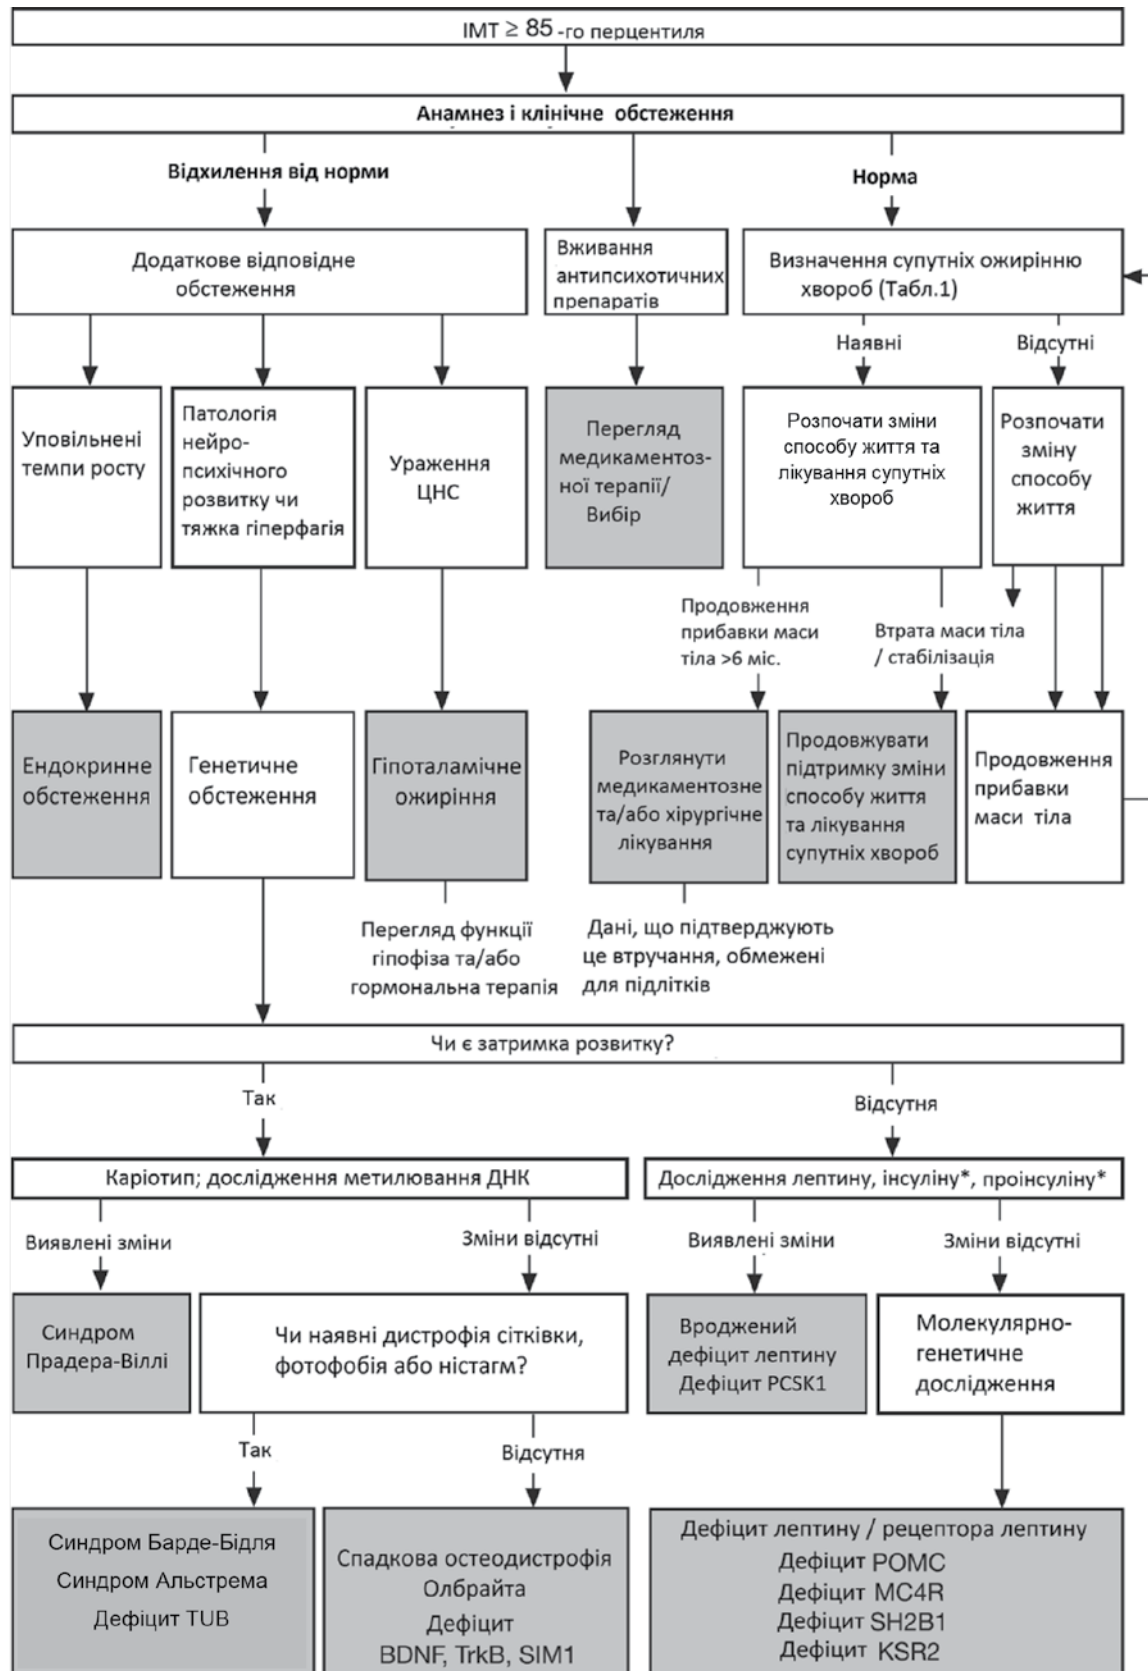 ІМТ ≥ 85 -го перцентиля
Анамнез і клінічне обстеження
Відхилення від норми
Норма
Додаткове відповідне
обстеження
Вживання
антипсихотичних
препаратів
Визначення супутніх ожирінню
хвороб (Табл.1)
Наявні
Відсутні
Уповільнені
темпи росту
Патологія
нейро-
психічного
розвитку чи
тяжка гіперфагія
Ураження
ЦНС
Перегляд
медикаментоз-
ної терапії/
Вибір
Розпочати зміни
способу життя та
лікування супутніх
хвороб
Розпочати
зміну
способу
життя
Продовження
прибавки маси
тіла >6 міс.
Втрата маси тіла
/ стабілізація
Ендокринне
обстеження
Генетичне
обстеження
Гіпоталамічне
ожиріння
Розглянути
медикаментозне
та/або хірургічне
лікування
Продовжувати
підтримку зміни
способу життя
та лікування
супутніх хвороб
Продовження
прибавки
маси тіла
Перегляд функції
гіпофіза та/або
гормональна терапія
Дані, що підтверджують
це втручання, обмежені
для підлітків
Чи є затримка розвитку?
Так
Відсутня
Каріотип; дослідження метилювання ДНК
Дослідження лептину, інсуліну*, проінсуліну*
Виявлені зміни
Зміни відсутні
Виявлені зміни
Зміни відсутні
Синдром
Прадера-Віллі
Чи наявні дистрофія сітківки,
фотофобія або ністагм?
Вроджений
дефіцит лептину
Дефіцит PCSK1
Молекулярно-
генетичне
дослідження
Так
Відсутня
Синдром Барде-Бідля
Синдром Альстрема
Дефіцит TUB
Спадкова остеодистрофія
Олбрайта
Дефіцит
BDNF, TrkB, SIM1
Дефіцит лептину / рецептора лептину
Дефіцит POMC
Дефіцит MC4R
Дефіцит SH2B1
Дефіцит KSR2